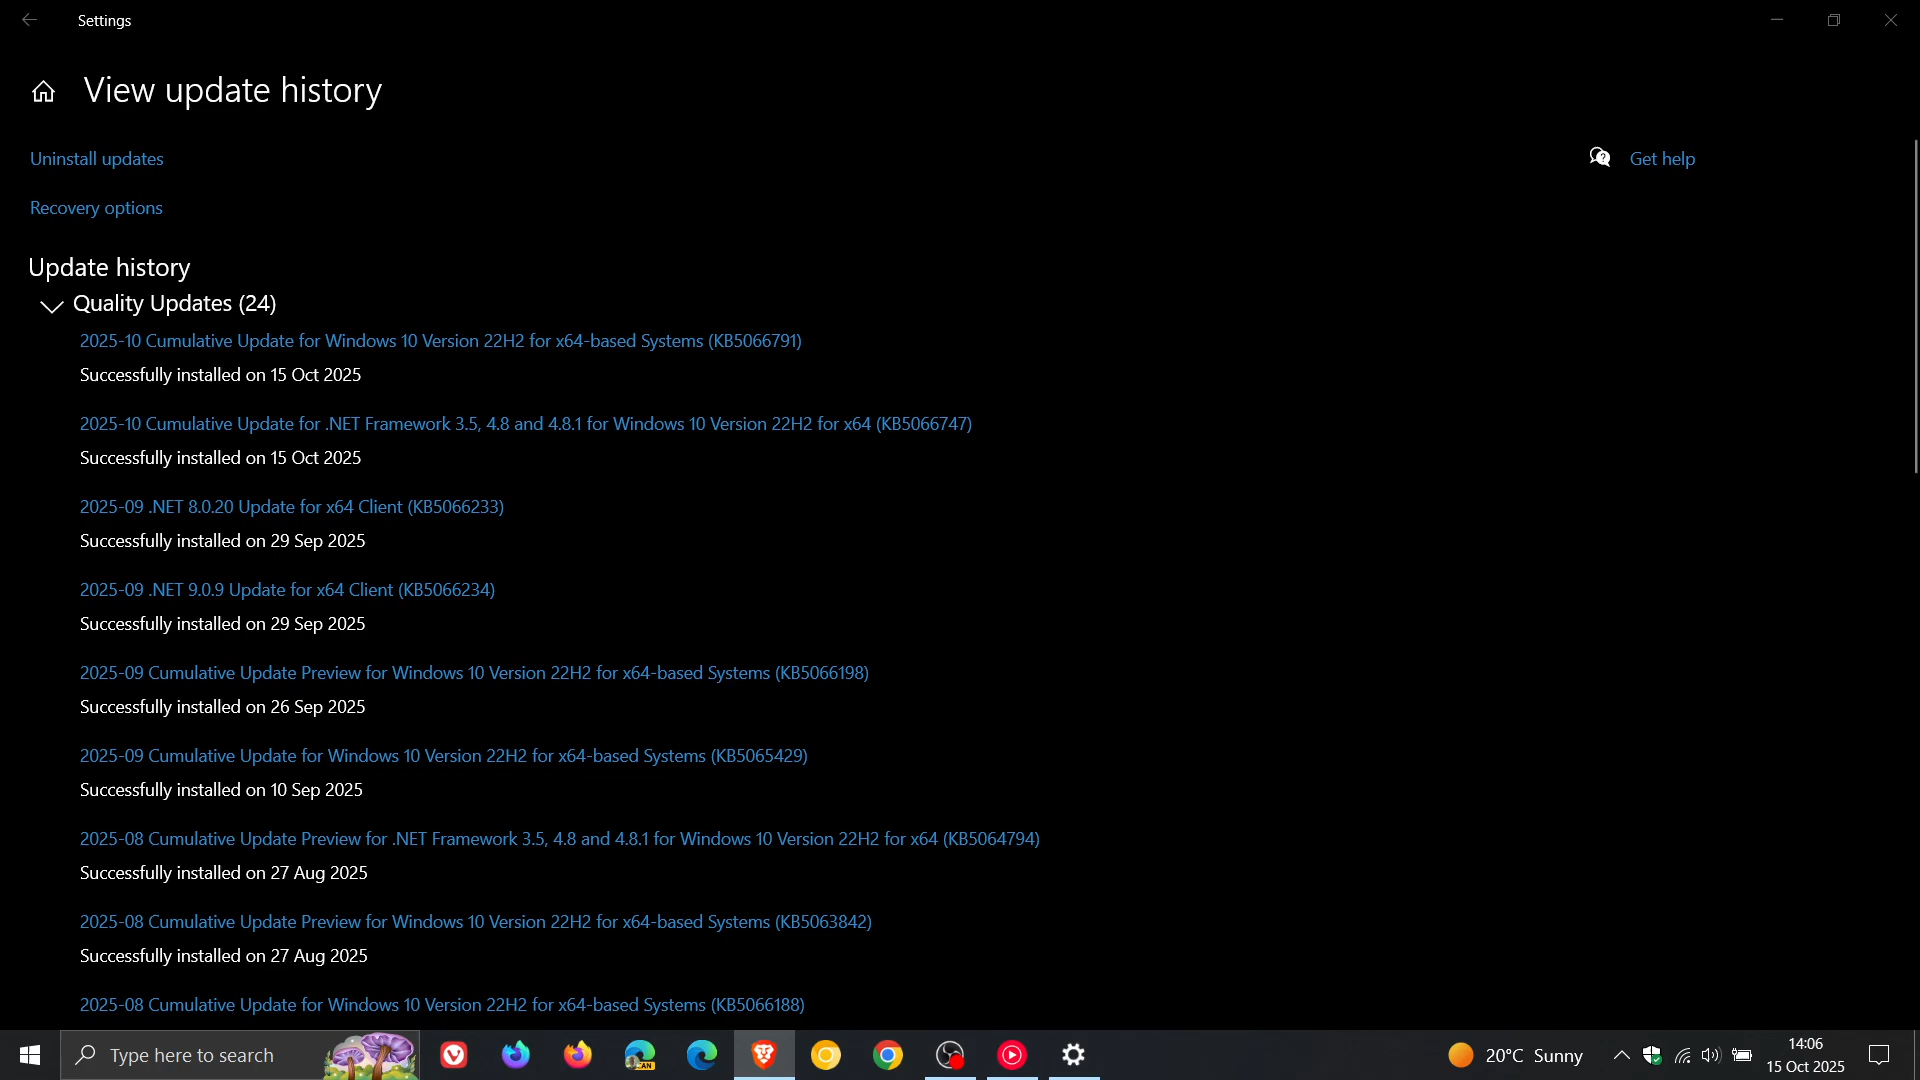 Settings
View update history
Uninstall updates
Get help
Recovery options
Update history
Quality Updates (24)
2025-10 Cumulative Update for Windows 10 Version 22H2 for x64-based Systems (KB5066791)
Successfully installed on 15 Oct 2025
2025-10 Cumulative Update for .NET Framework 3.5, 4.8 and 4.8.1 for Windows 10 Version 22H2 for x64 (KB5066747)
Successfully installed on 15 Oct 2025
2025-09 .NET 8.0.20 Update for x64 Client (KB5066233)
Successfully installed on 29 Sep 2025
2025-09 .NET 9.0.9 Update for x64 Client (KB5066234)
Successfully installed on 29 Sep 2025
2025-09 Cumulative Update Preview for Windows 10 Version 22H2 for x64-based Systems (KB5066198)
Successfully installed on 26 Sep 2025
2025-09 Cumulative Update for Windows 10 Version 22H2 for x64-based Systems (KB5065429)
Successfully installed on 10 Sep 2025
2025-08 Cumulative Update Preview for .NET Framework 3.5, 4.8 and 4.8.1 for Windows 10 Version 22H2 for x64 (KB5064794)
Successfully installed on 27 Aug 2025
2025-08 Cumulative Update Preview for Windows 10 Version 22H2 for x64-based Systems (KB5063842)
Successfully installed on 27 Aug 2025
2025-08 Cumulative Update for Windows 10 Version 22H2 for x64-based Systems (KB5066188)
Type here to search
CAN
20°C Sunny
14:06
15 Oct 2025